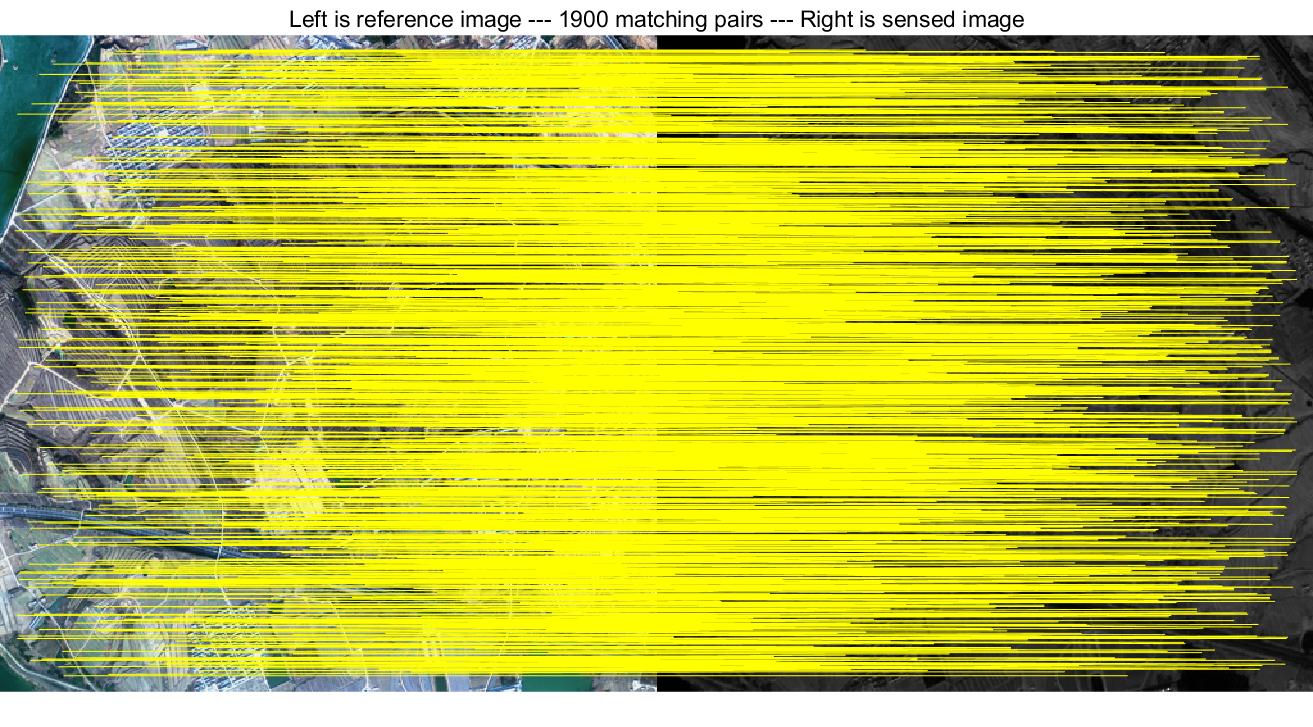 Left is reference image --- 1900 matching pairs --- Right is sensed image